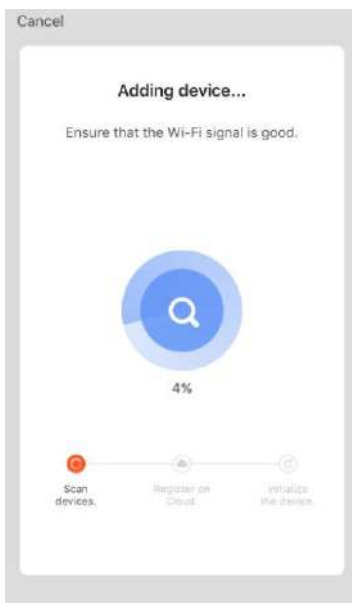 Cancel
Adding device...
Ensure that the Wi-Fi signal is good.
4%
Scan
devices.
Register on
Cloud.
Initialize
the device.